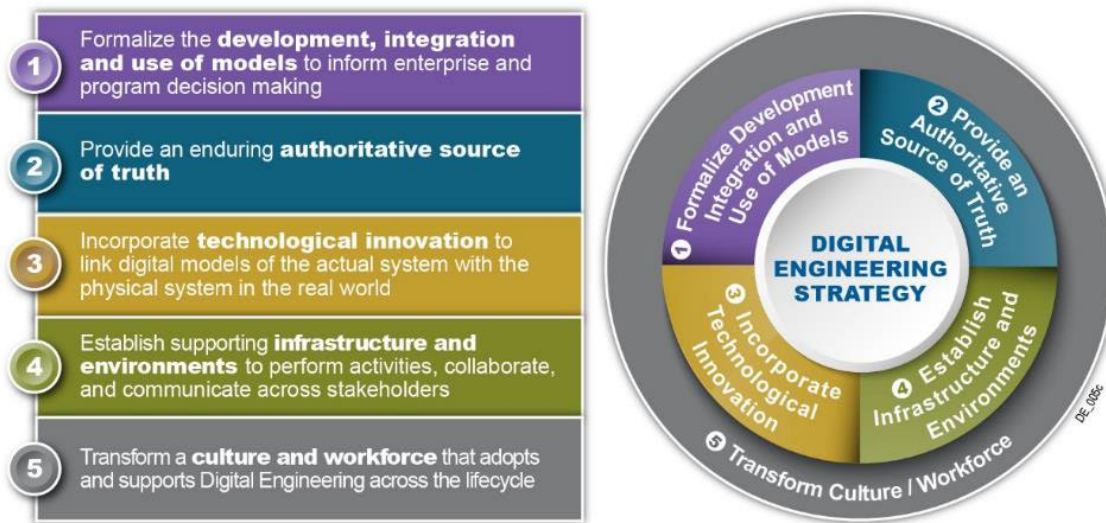 1
Formalize the development, integration
and use of models to inform enterprise and
program decision making
2
Provide an enduring authoritative source
of truth
3
Incorporate technological innovation to
link digital models of the actual system with the
physical system in the real world
4
Establish supporting infrastructure and
environments to perform activities, collaborate,
and communicate across stakeholders
5
Transform a culture and workforce that adopts
and supports Digital Engineering across the lifecycle
1 Formalize Development
Integration and
Use of Models
2 Provide an
Authoritative
Source of Truth
DIGITAL
ENGINEERING
STRATEGY
3 Incorporate
Technological
Innovation
4 Establish
Infrastructure and
Environments
5 Transform Culture / Workforce
DE_005c